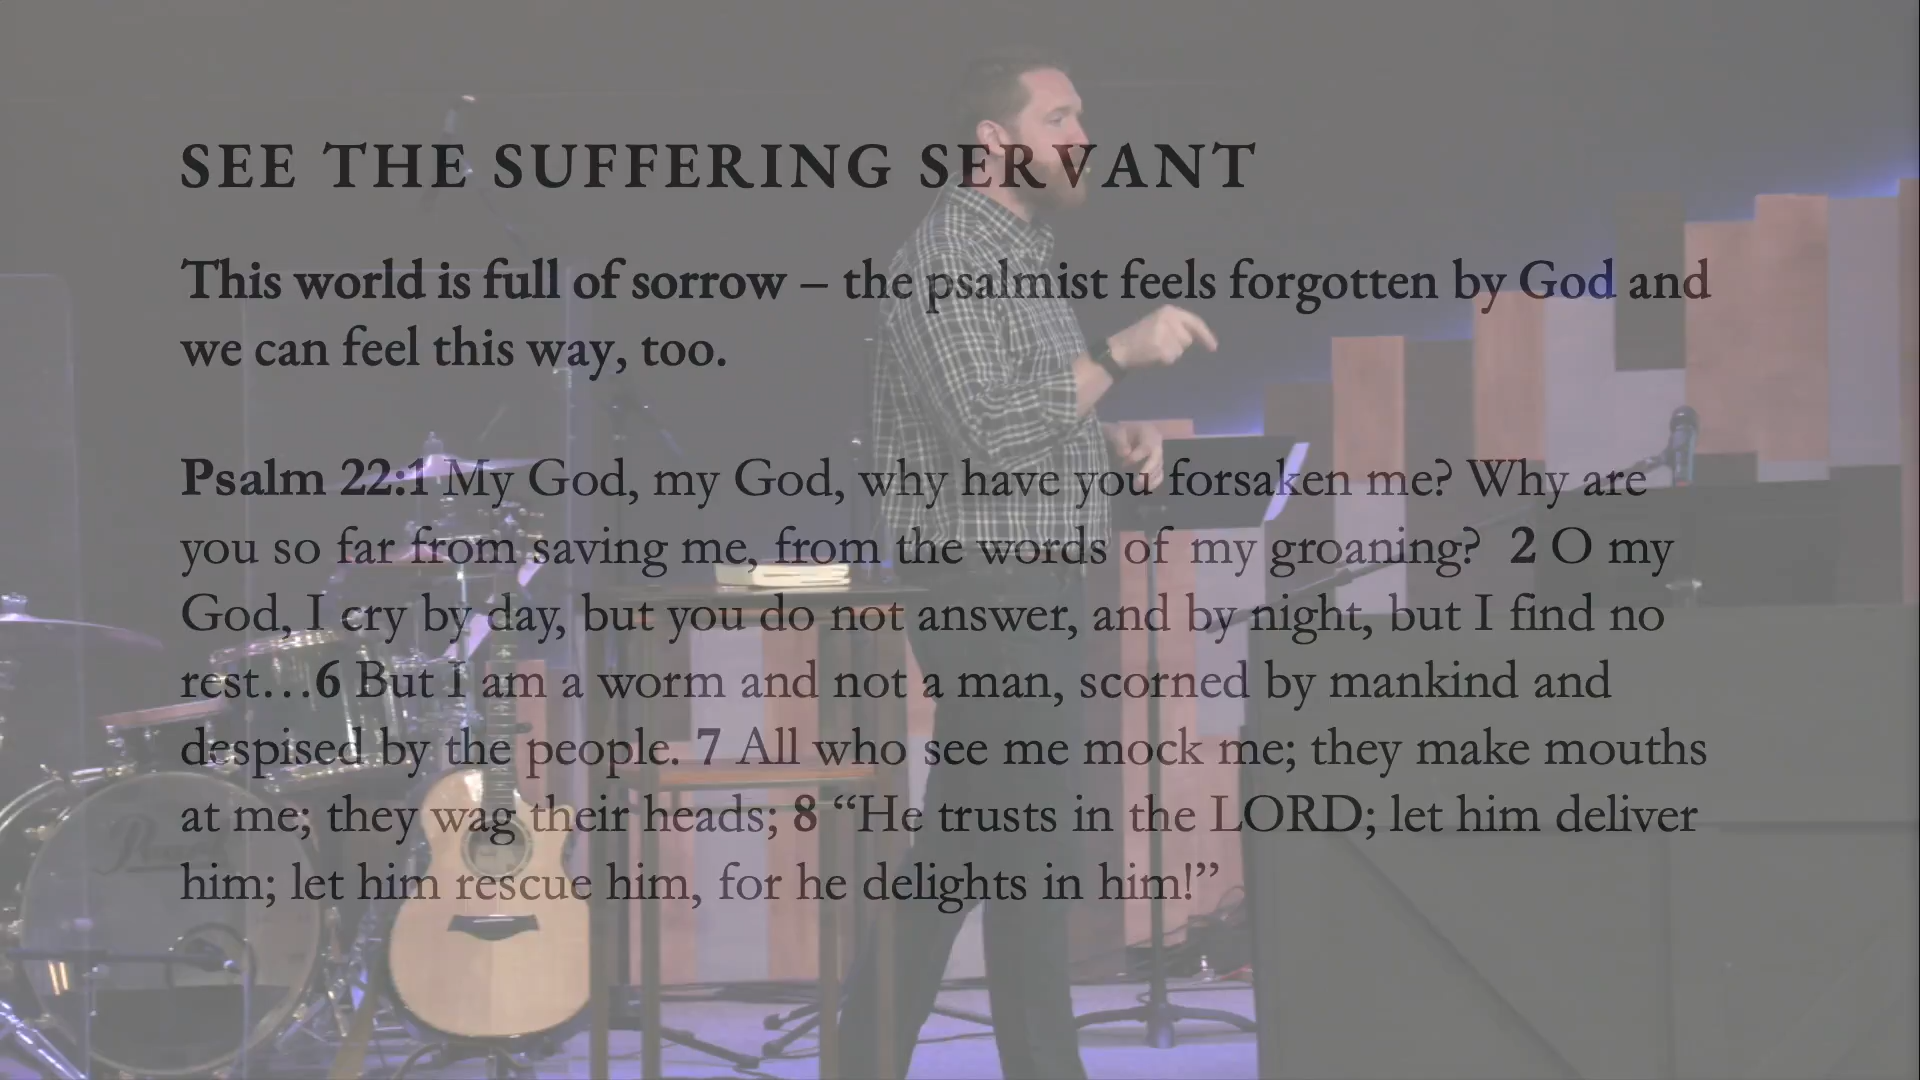 SEE THE SUFFERING SERVANT
This world is full of sorrow – the psalmist feels forgotten by God and
we can feel this way, too.
Psalm 22:1 My God, my God, why have you forsaken me? Why are
you so far from saving me, from the words of my groaning? 2 O my
God, I cry by day, but you do not answer, and by night, but I find no
rest…6 But I am a worm and not a man, scorned by mankind and
despised by the people. 7 All who see me mock me; they make mouths
at me; they wag their heads; 8 “He trusts in the LORD; let him deliver
him; let him rescue him, for he delights in him!”
Pearl